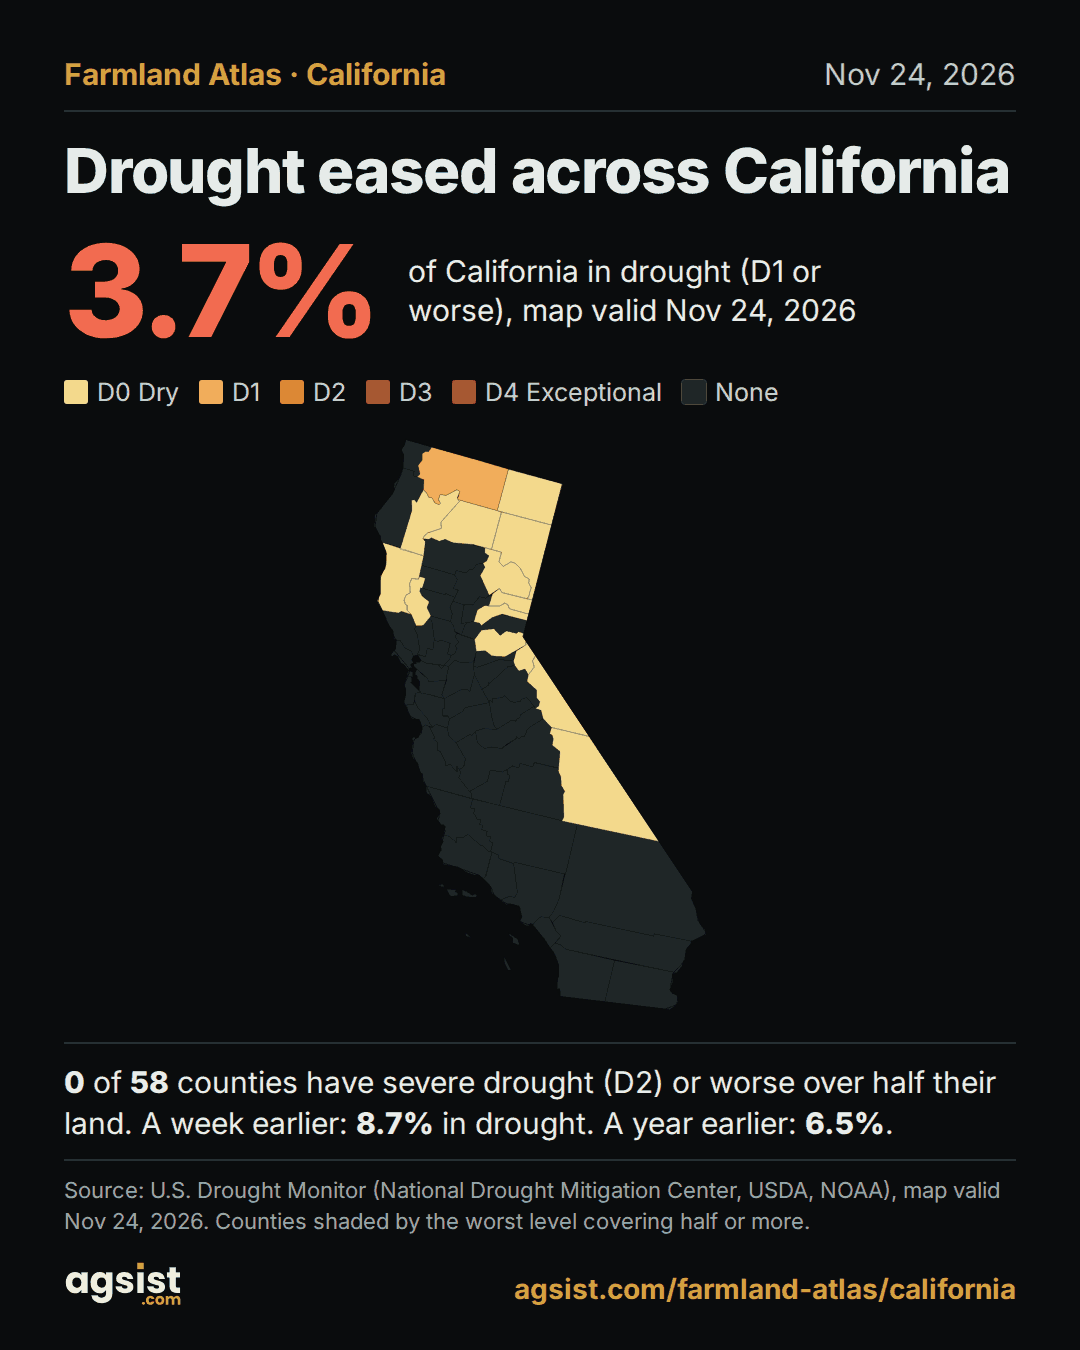 Farmland Atlas · California
Nov 24, 2026
Drought eased across California
3.7%
of California in drought (D1 or
worse), map valid Nov 24, 2026
D0 Dry D1 D2 D3 D4 Exceptional None
0 of 58 counties have severe drought (D2) or worse over half their
land. A week earlier: 8.7% in drought. A year earlier: 6.5%.
Source: U.S. Drought Monitor (National Drought Mitigation Center, USDA, NOAA), map valid
Nov 24, 2026. Counties shaded by the worst level covering half or more.
agsist
.com
agsist.com/farmland-atlas/california